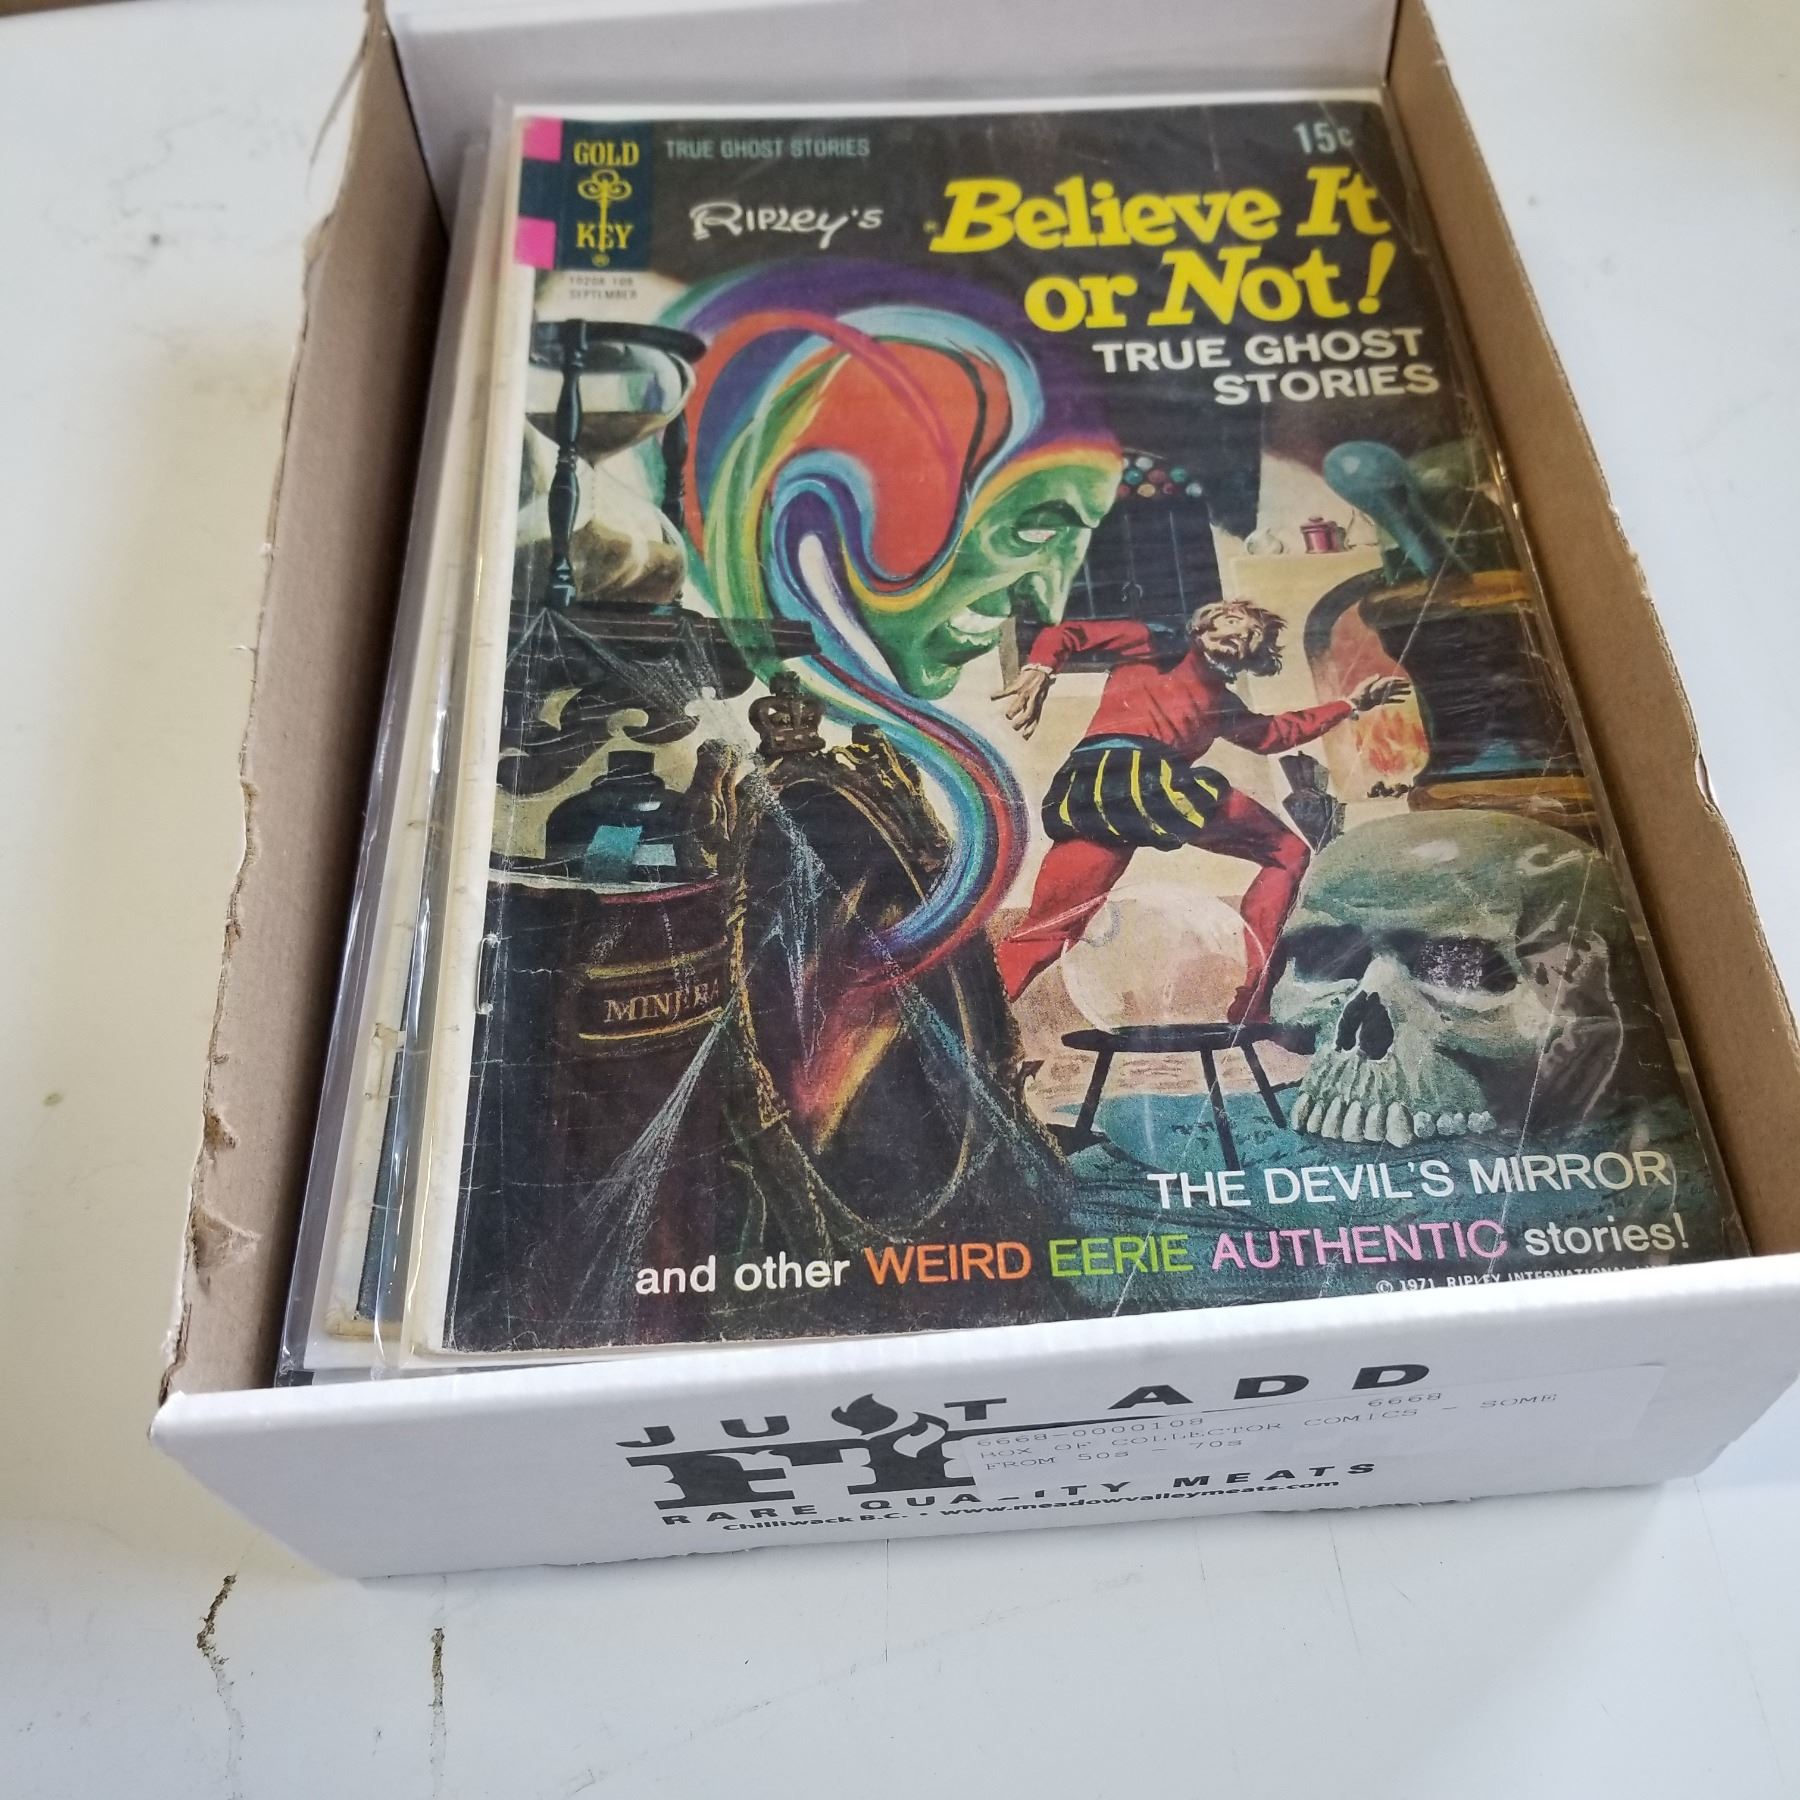 GOLD
KEY
®
TRUE GHOST STORIES
15¢
SEPTEMBER
RIPLEY'S
Believe It
or Not!
TRUE GHOST
STORIES
THE DEVIL'S MIRROR
and other WEIRD EERIE AUTHENTIC stories!
© 1971, RIPLEY INTERNATIONAL
JUST ADD
6668-0000108 6668
BOX OF COLLECTOR COMICS - SOME
FROM 50s - 70s
RARE QUA-ITY MEATS
Chilliwack B.C. • www.meadowvalleymeats.com